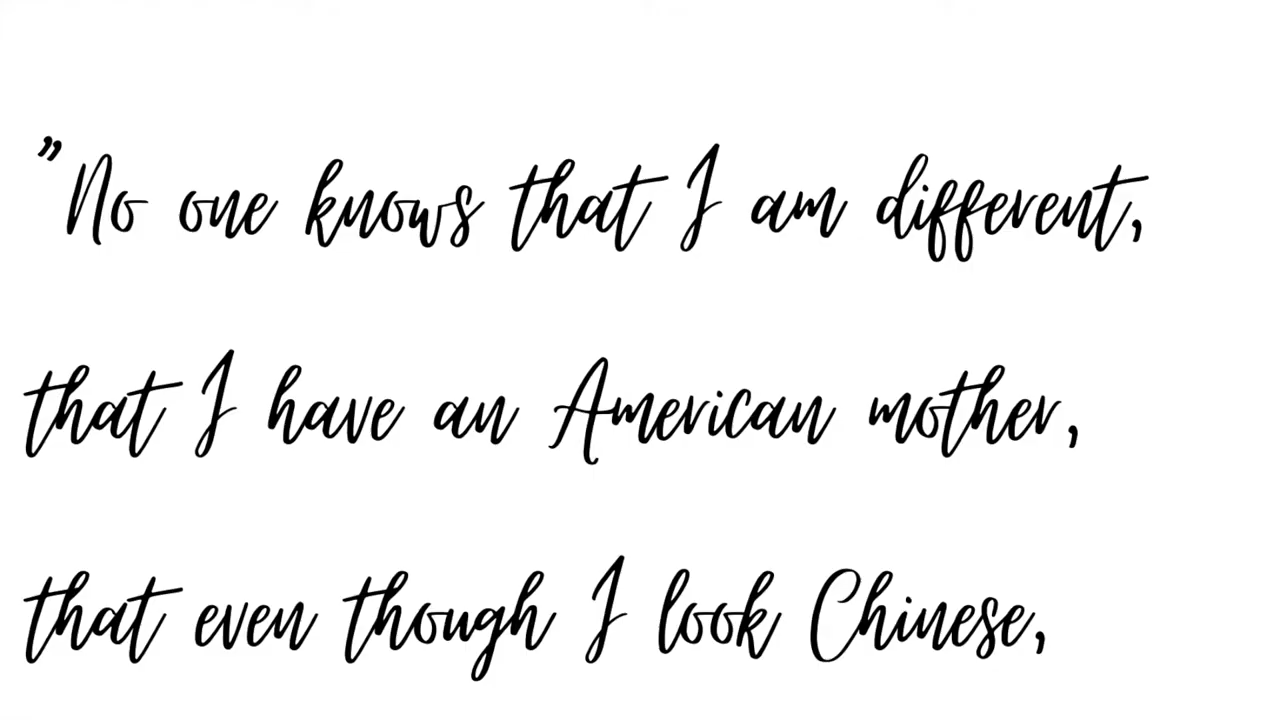 ”No one knows that I am different,
that I have an American mother,
that even though I look Chinese,